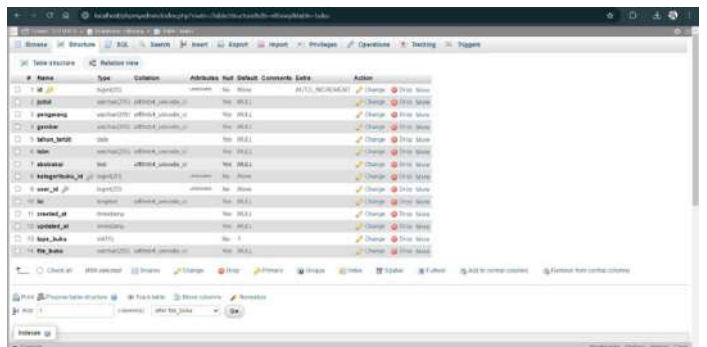 Browse Structure SQL Search Insert Export Import Privileges Operations Tracking Triggers
Table structure Relation view
# Name Type Collation Attributes Null Default Comments Extra Action
1 id bigint(20) UNSIGNED No None AUTO_INCREMENT Change Drop More
2 judul varchar(255) utf8mb4_unicode_ci Yes NULL Change Drop More
3 pengarang varchar(255) utf8mb4_unicode_ci Yes NULL Change Drop More
4 gambar varchar(255) utf8mb4_unicode_ci Yes NULL Change Drop More
5 tahun_terbit date Yes NULL Change Drop More
6 varchar(255) utf8mb4_unicode_ci Yes NULL Change Drop More
7 text utf8mb4_unicode_ci Yes NULL Change Drop More
8 kategoribuku_id bigint(20) UNSIGNED No None Change Drop More
9 user_id bigint(20) UNSIGNED No None Change Drop More
10 isi longtext utf8mb4_unicode_ci Yes NULL Change Drop More
11 created_at timestamp Yes NULL Change Drop More
12 updated_at timestamp Yes NULL Change Drop More
13 type_buku int(11) No 1 Change Drop More
14 file_buku varchar(255) utf8mb4_unicode_ci Yes NULL Change Drop More
Check all With selected: Browse Change Drop Primary Unique Index Spatial Fulltext Add to central columns Remove from central columns
Print Propose table structure Track table Move columns Normalize
Add 1 column(s) after file_buku Go
Indexes